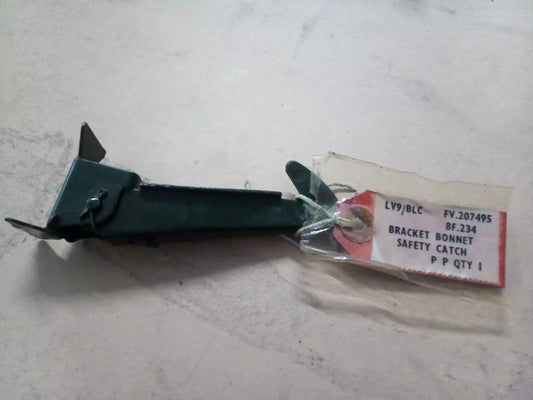 LV9/BLC FV.207495
8F.234
BRACKET BONNET
SAFETY CATCH
P P QTY 1